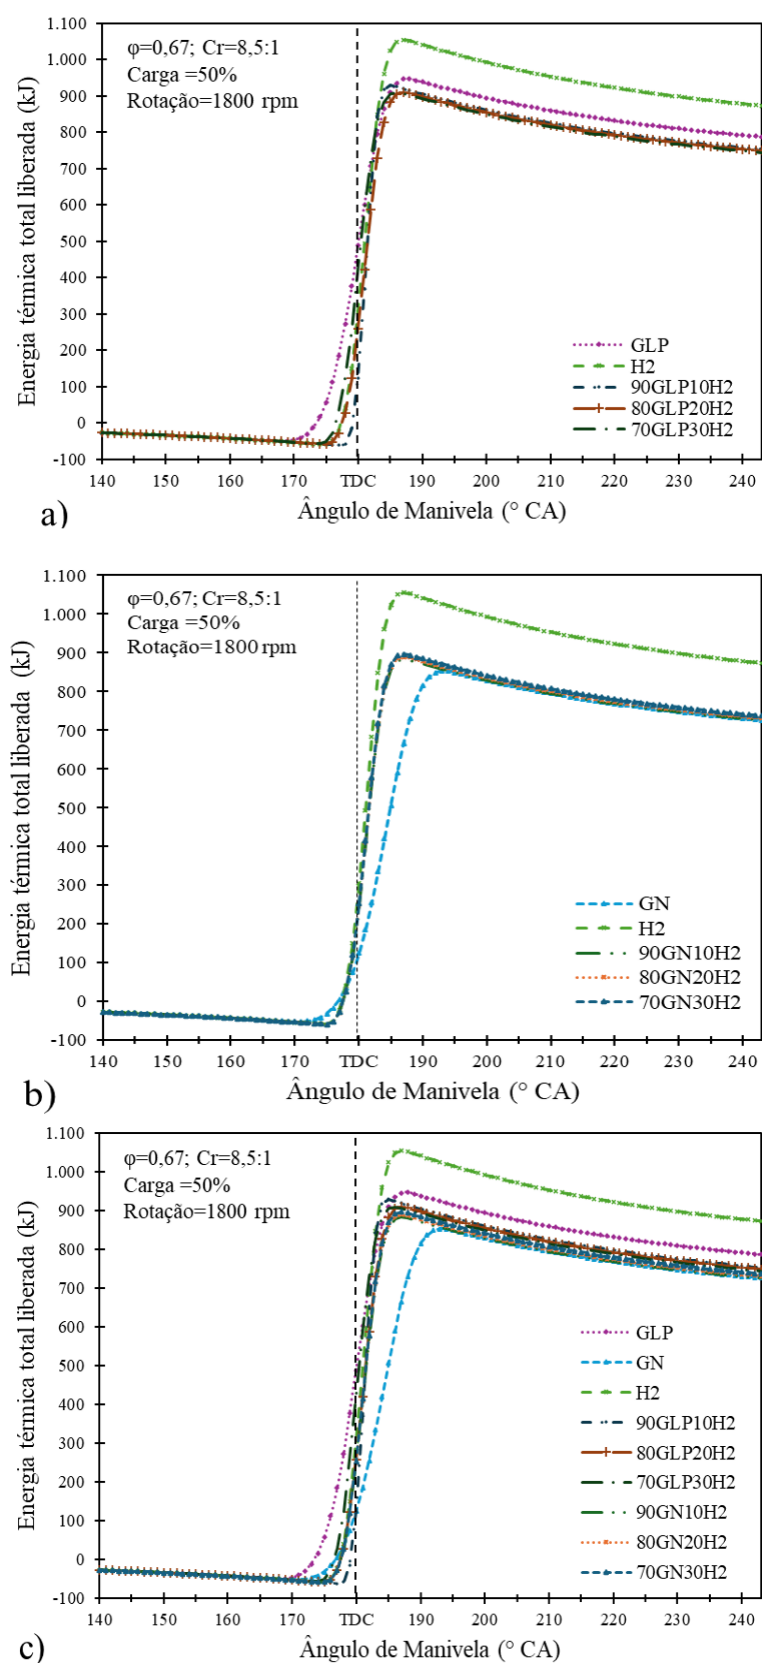 1.100
1.000
900
800
700
600
500
400
300
200
100
0
-100
Energia térmica total liberada (kJ)
φ=0,67; Cr=8,5:1
Carga =50%
Rotação=1800 rpm
GLP
H2
90GLP10H2
80GLP20H2
70GLP30H2
140 150 160 170 TDC 190 200 210 220 230 240
Ângulo de Manivela (° CA)
a)
1.100
1.000
900
800
700
600
500
400
300
200
100
0
-100
Energia térmica total liberada (kJ)
φ=0,67; Cr=8,5:1
Carga =50%
Rotação=1800 rpm
GN
H2
90GN10H2
80GN20H2
70GN30H2
140 150 160 170 TDC 190 200 210 220 230 240
Ângulo de Manivela (° CA)
b)
1.100
1.000
900
800
700
600
500
400
300
200
100
0
-100
Energia térmica total liberada (kJ)
φ=0,67; Cr=8,5:1
Carga =50%
Rotação=1800 rpm
GLP
GN
H2
90GLP10H2
80GLP20H2
70GLP30H2
90GN10H2
80GN20H2
70GN30H2
140 150 160 170 TDC 190 200 210 220 230 240
Ângulo de Manivela (° CA)
c)